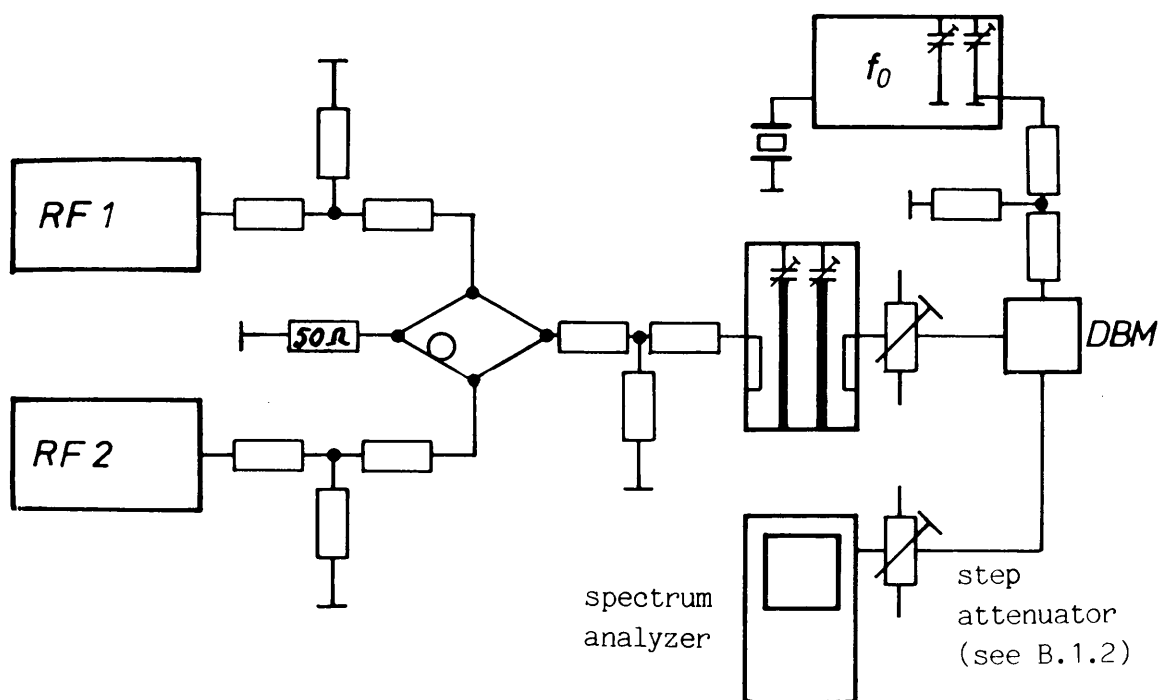 f0
RF 1
50Ω
DBM
RF 2
spectrum
analyzer
step
attenuator
(see B.1.2)